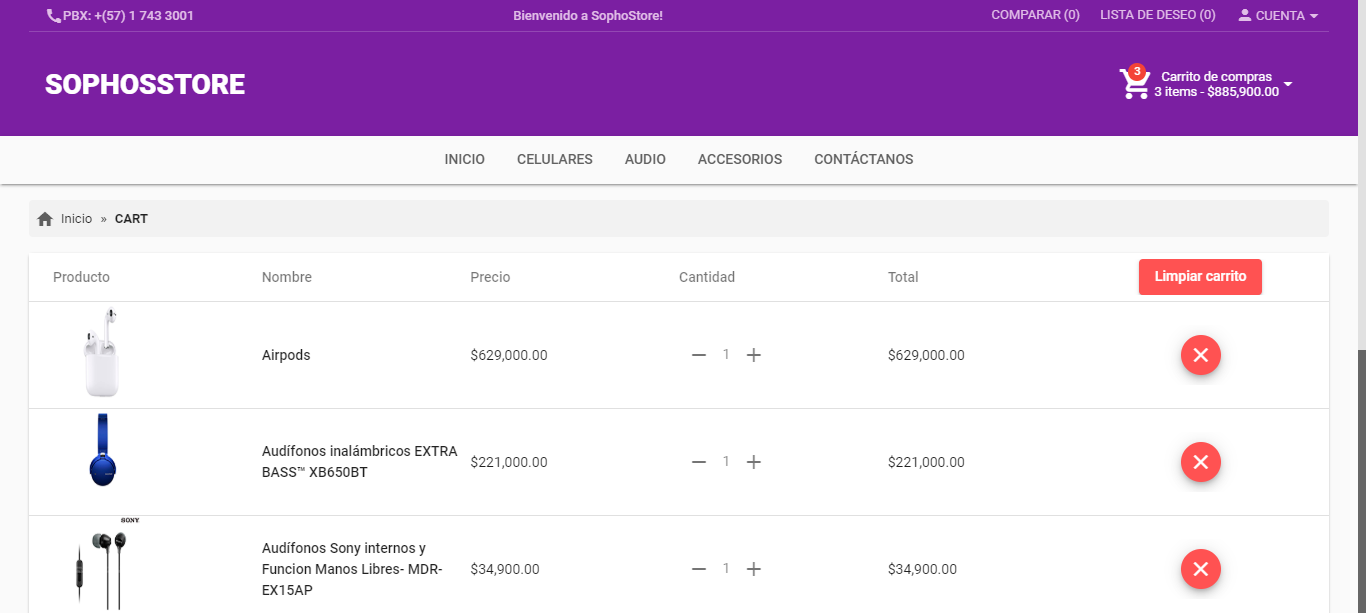 PBX: +(57) 1 743 3001
Bienvenido a SophoStore!
COMPARAR (0)
LISTA DE DESEO (0)
CUENTA
SOPHOSSTORE
3
Carrito de compras
3 items - $885,900.00
INICIO
CELULARES
AUDIO
ACCESORIOS
CONTÁCTANOS
Inicio » CART
Producto
Nombre
Precio
Cantidad
Total
Limpiar carrito
Airpods
$629,000.00
1
$629,000.00
Audífonos inalámbricos EXTRA
BASS™ XB650BT
$221,000.00
1
$221,000.00
SONY
Audífonos Sony internos y
Funcion Manos Libres- MDR-
EX15AP
$34,900.00
1
$34,900.00